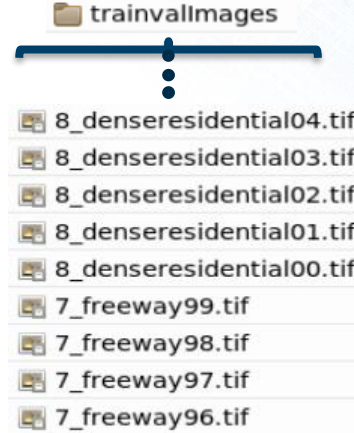 trainvalImages
8_denseresidential04.tif
8_denseresidential03.tif
8_denseresidential02.tif
8_denseresidential01.tif
8_denseresidential00.tif
7_freeway99.tif
7_freeway98.tif
7_freeway97.tif
7_freeway96.tif